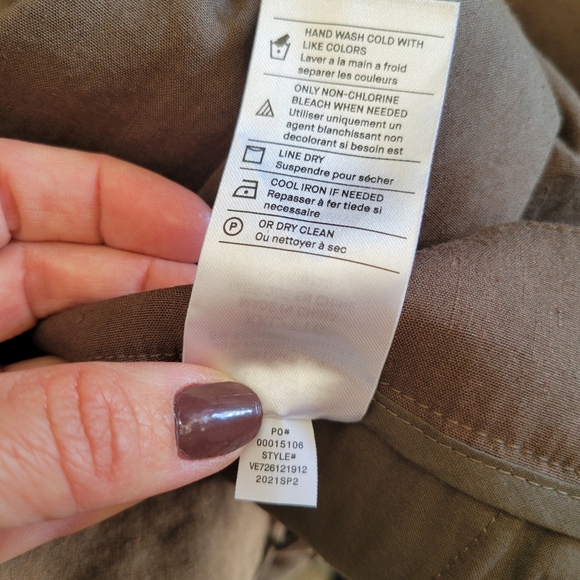 HAND WASH COLD WITH
LIKE COLORS
Laver a la main a froid
separer les couleurs
ONLY NON-CHLORINE
BLEACH WHEN NEEDED
Utiliser uniquement un
agent blanchissant non
decolorant si besoin est
LINE DRY
Suspendre pour sécher
COOL IRON IF NEEDED
Repasser à fer tiede si
necessaire
P
OR DRY CLEAN
Ou nettoyer à sec
PO#
00015106
STYLE#
VE726121912
2021SP2